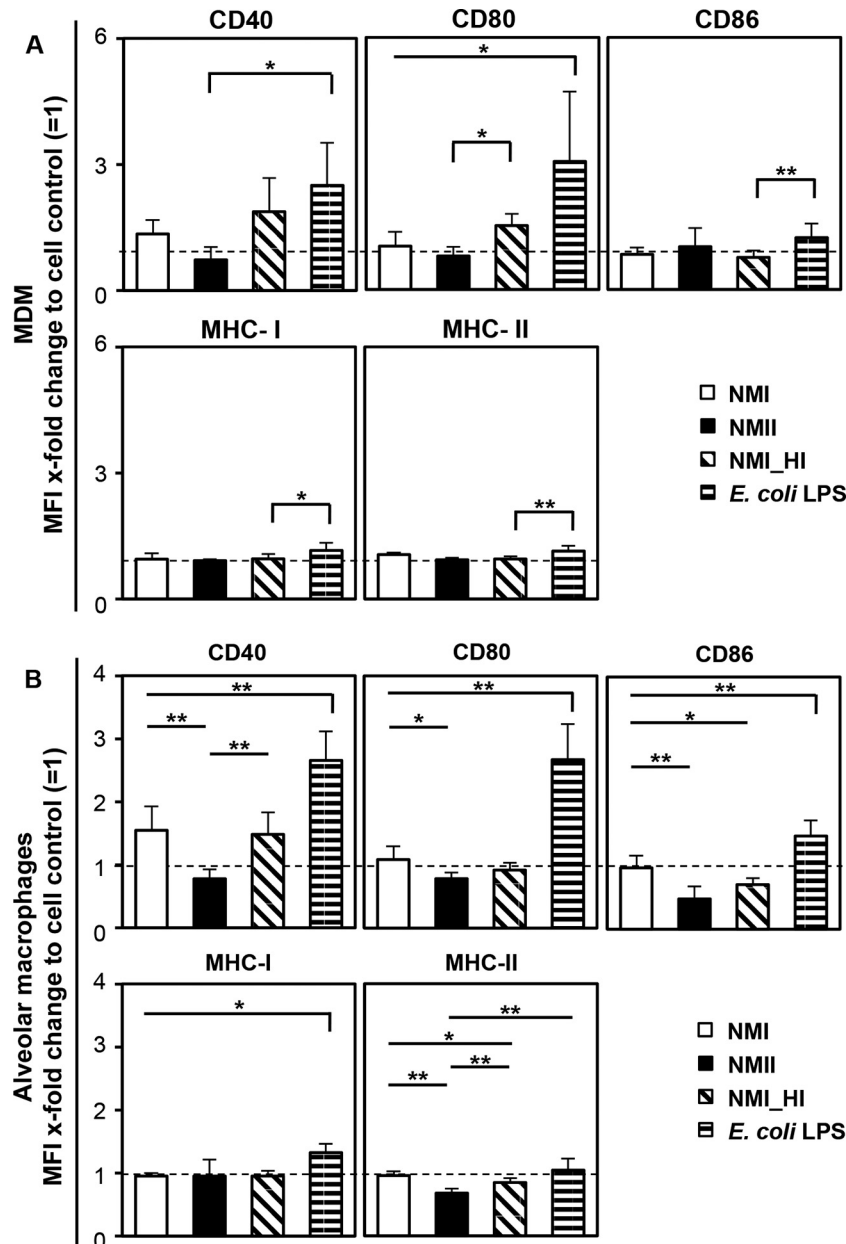 A
CD40
CD80
CD86
MDM
MFI x-fold change to cell control (=1)
6
3
0
*
*
*
**
MHC- I
MHC- II
6
3
0
*
**
NMI
NMII
NMI_HI
E. coli LPS
B
CD40
CD80
CD86
Alveolar macrophages
MFI x-fold change to cell control (=1)
4
3
2
1
0
**
**
**
**
*
**
*
**
MHC-I
MHC-II
4
3
2
1
0
*
**
*
**
**
NMI
NMII
NMI_HI
E. coli LPS